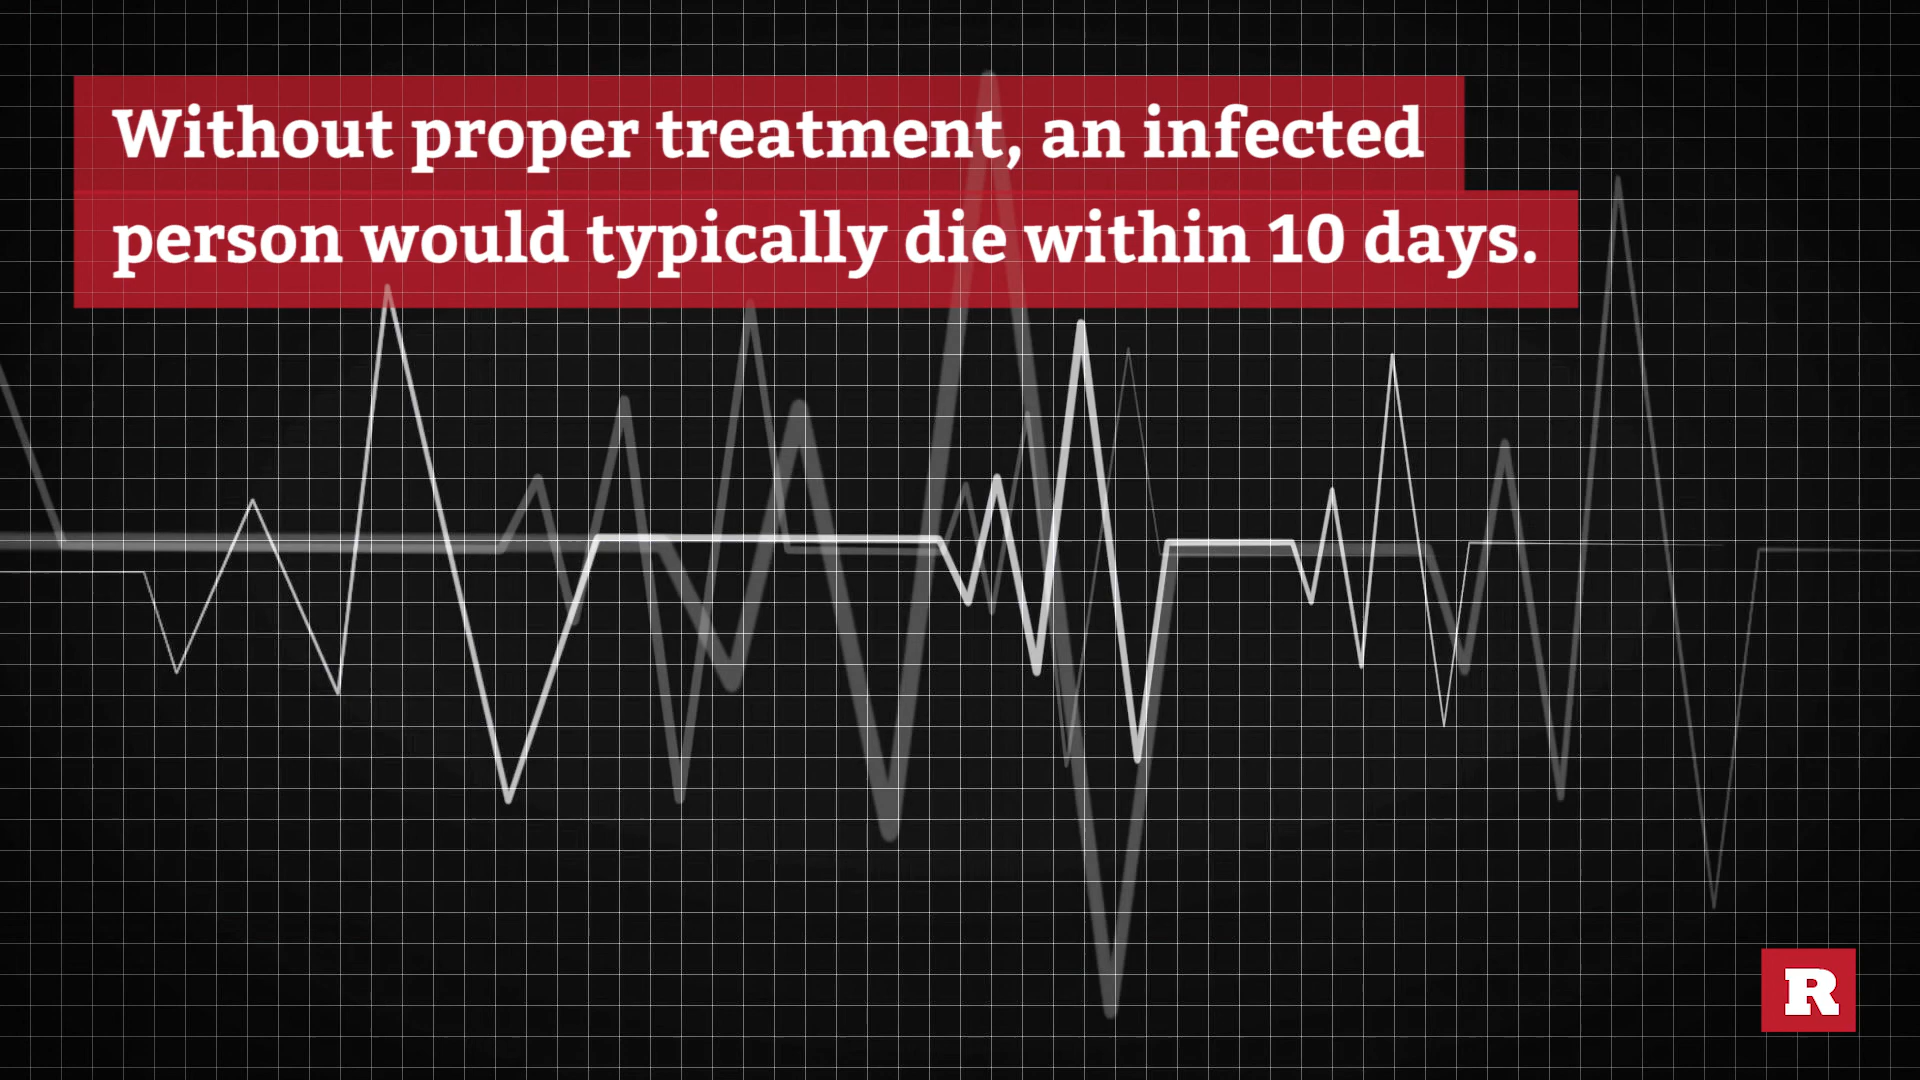 Without proper treatment, an infected
person would typically die within 10 days.
R